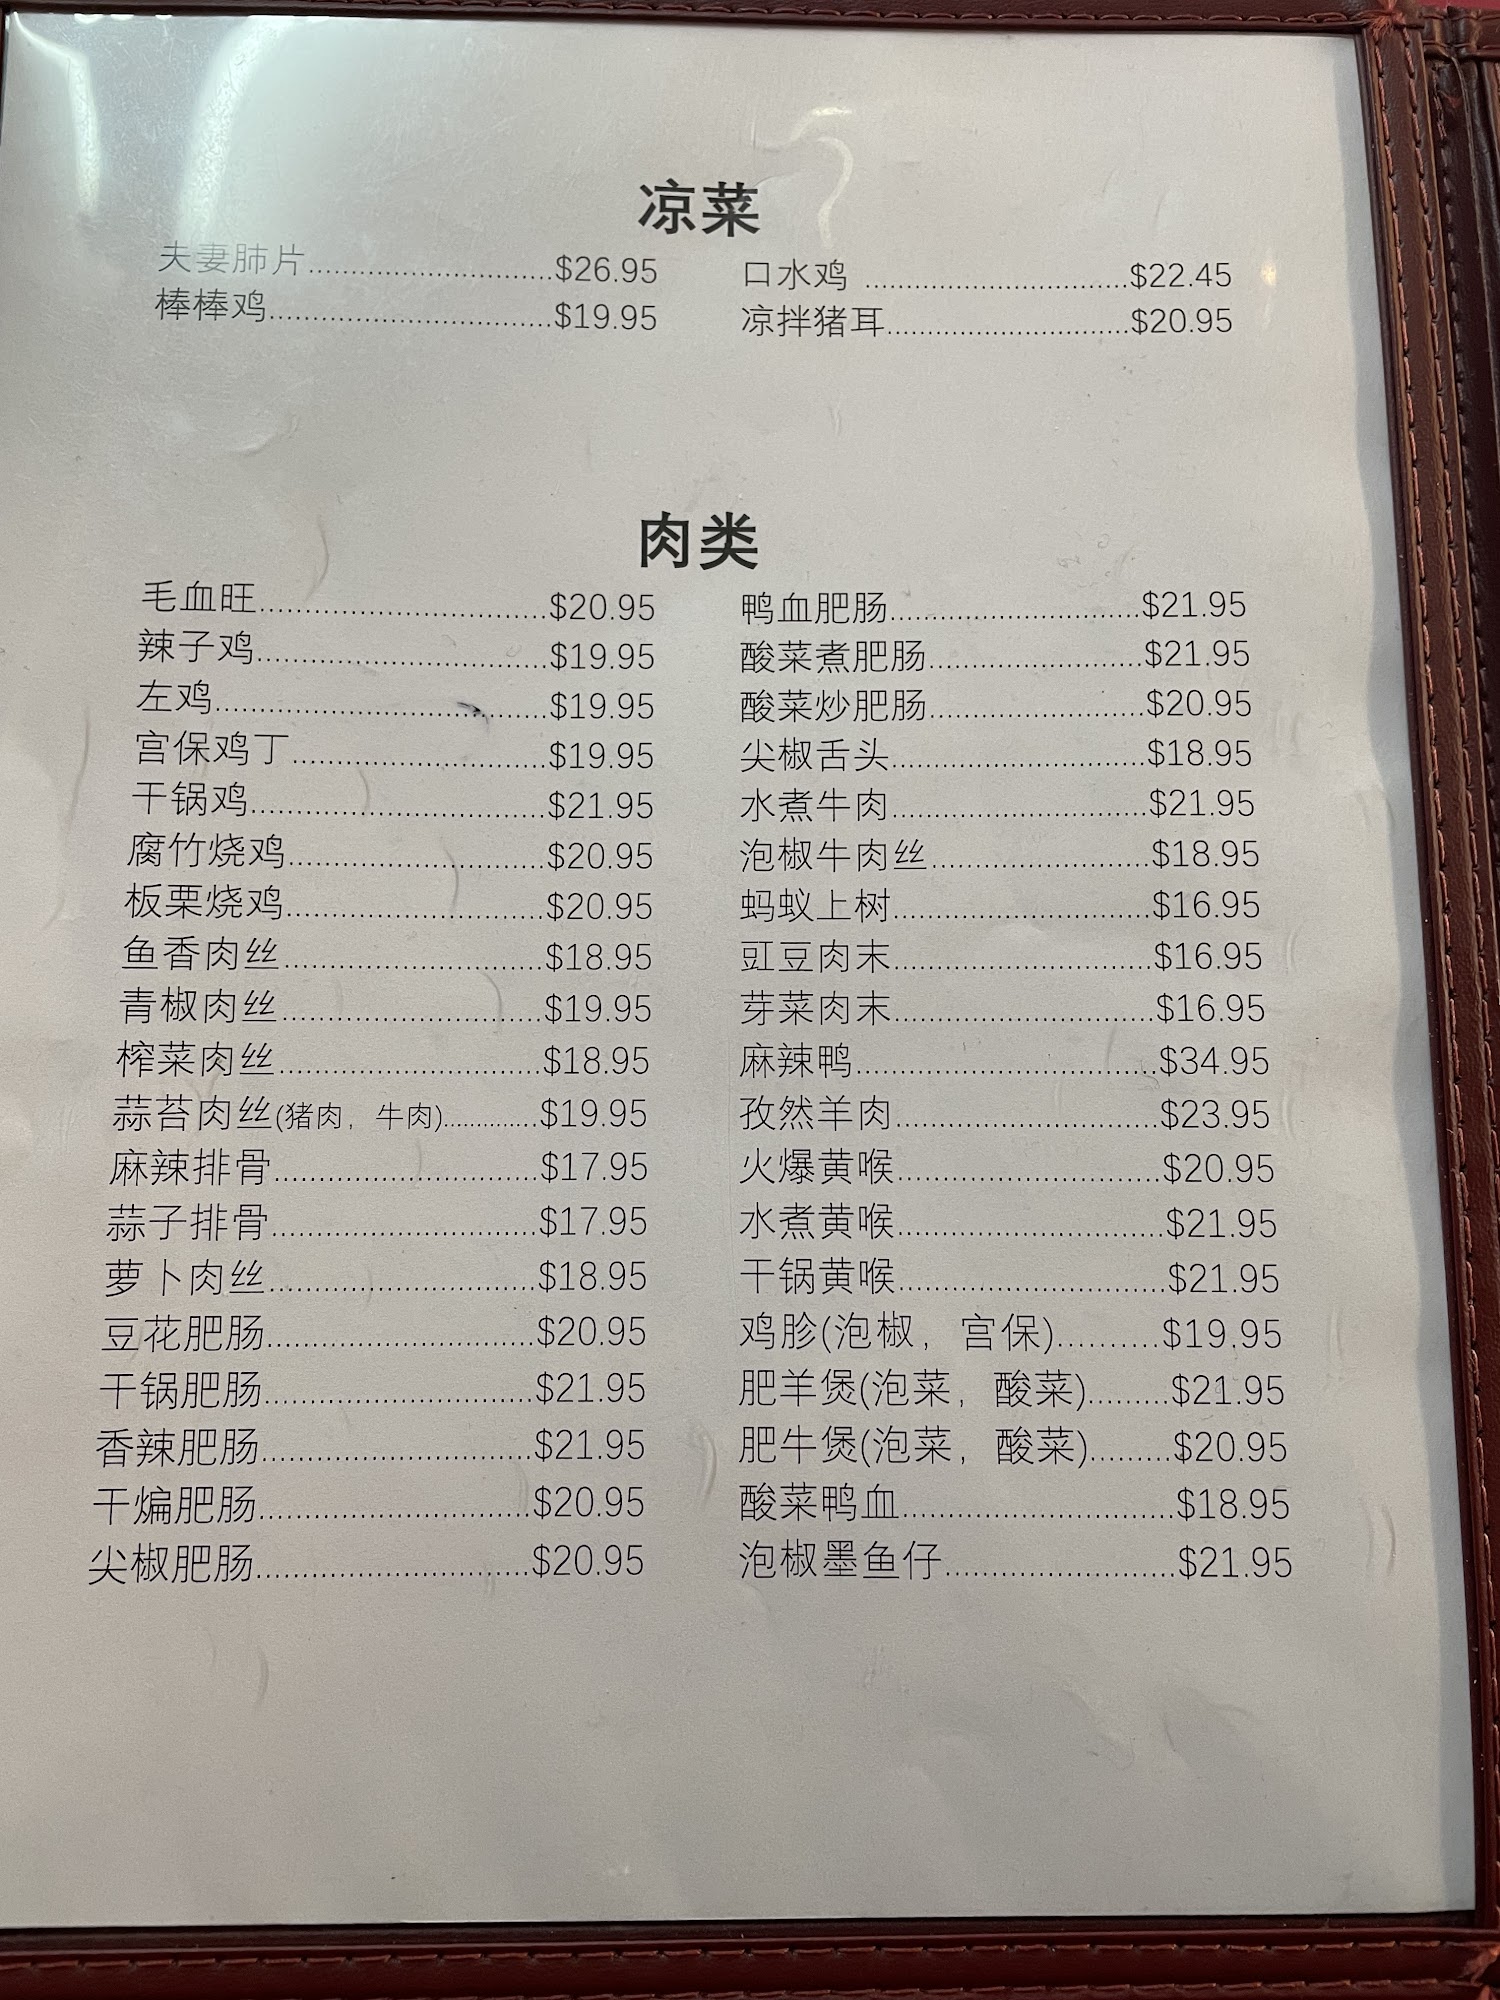 凉菜
夫妻肺片...........................$26.95
棒棒鸡...............................$19.95
口水鸡 .............................$22.45
凉拌猪耳...........................$20.95
肉类
毛血旺................................$20.95
辣子鸡................................$19.95
左鸡.....................................$19.95
宫保鸡丁............................$19.95
干锅鸡................................$21.95
腐竹烧鸡............................$20.95
板栗烧鸡............................$20.95
鱼香肉丝............................$18.95
青椒肉丝............................$19.95
榨菜肉丝............................$18.95
蒜苔肉丝(猪肉，牛肉)..............$19.95
麻辣排骨............................$17.95
蒜子排骨............................$17.95
萝卜肉丝............................$18.95
豆花肥肠............................$20.95
干锅肥肠............................$21.95
香辣肥肠............................$21.95
干煸肥肠............................$20.95
尖椒肥肠............................$20.95
鸭血肥肠............................$21.95
酸菜煮肥肠.......................$21.95
酸菜炒肥肠.......................$20.95
尖椒舌头............................$18.95
水煮牛肉............................$21.95
泡椒牛肉丝.......................$18.95
蚂蚁上树............................$16.95
豇豆肉末............................$16.95
芽菜肉末............................$16.95
麻辣鸭................................$34.95
孜然羊肉............................$23.95
火爆黄喉............................$20.95
水煮黄喉............................$21.95
干锅黄喉............................$21.95
鸡胗(泡椒，宫保)..........$19.95
肥羊煲(泡菜，酸菜)........$21.95
肥牛煲(泡菜，酸菜)........$20.95
酸菜鸭血............................$18.95
泡椒墨鱼仔.......................$21.95